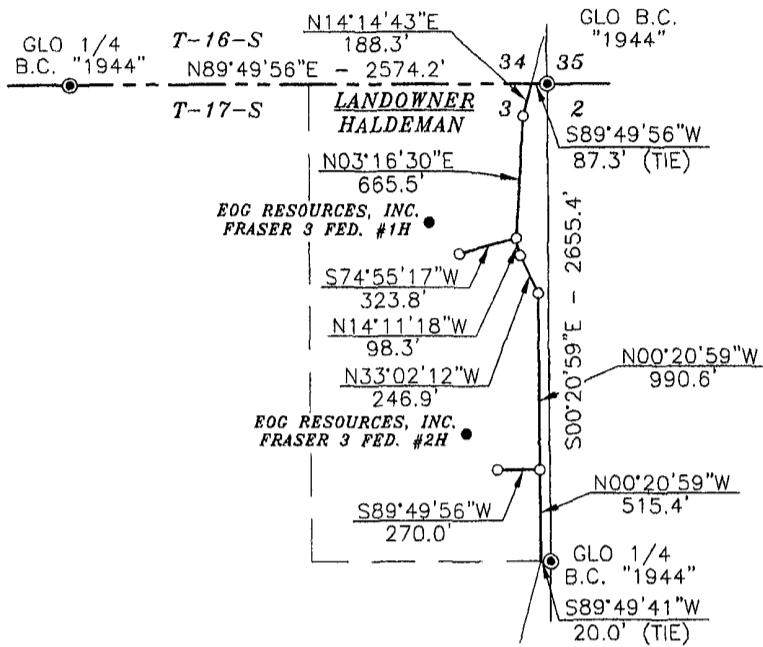 N14°14'43"E
188.3'
GLO B.C.
"1944"
GLO 1/4
B.C. "1944"
T-16-S
34
35
N89°49'56"E - 2574.2'
T-17-S
LANDOWNER
HALDEMAN
3
2
S89°49'56"W
87.3' (TIE)
N03°16'30"E
665.5'
EOG RESOURCES, INC.
FRASER 3 FED. #1H
S00°20'59"E - 2655.4'
S74°55'17"W
323.8'
N14°11'18"W
98.3'
N33°02'12"W
246.9'
N00°20'59"W
990.6'
EOG RESOURCES, INC.
FRASER 3 FED. #2H
S89°49'56"W
270.0'
N00°20'59"W
515.4'
GLO 1/4
B.C. "1944"
S89°49'41"W
20.0' (TIE)